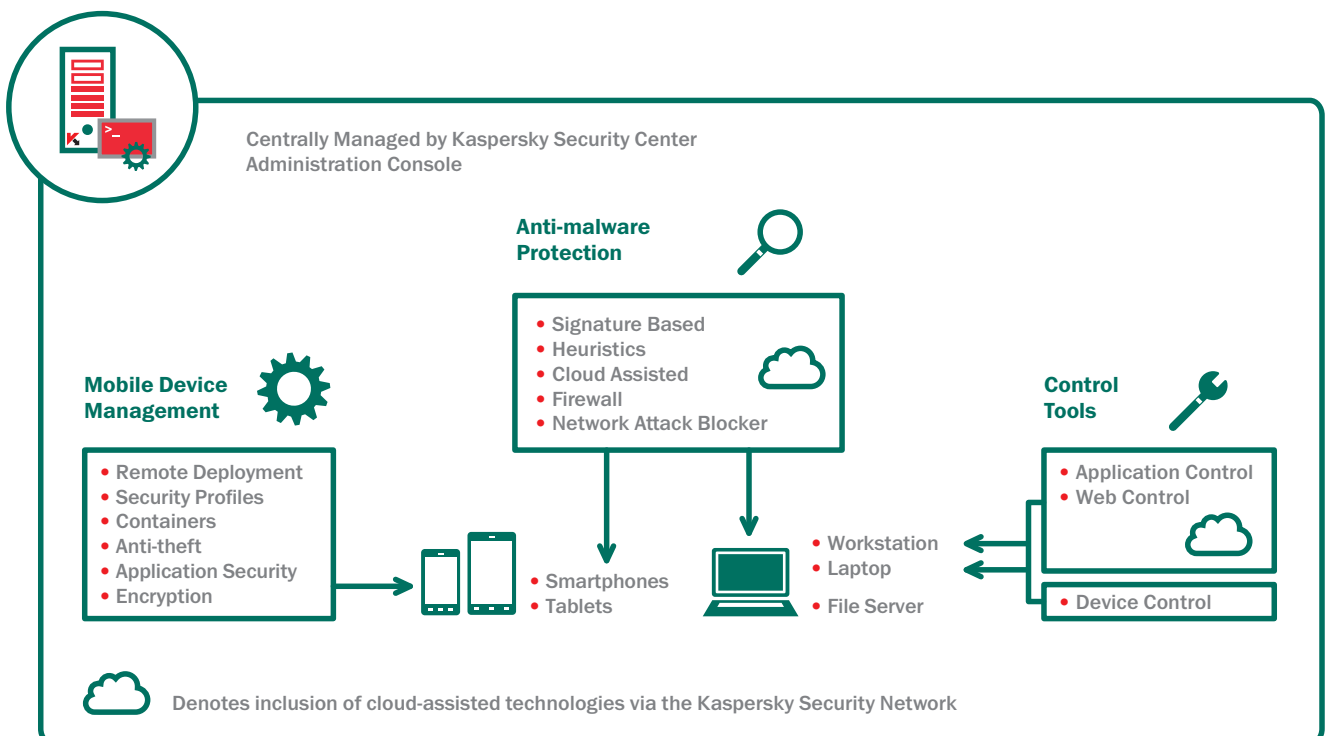 >_
Centrally Managed by Kaspersky Security Center
Administration Console
Anti-malware
Protection
• Signature Based
• Heuristics
• Cloud Assisted
• Firewall
• Network Attack Blocker
Mobile Device
Management
• Remote Deployment
• Security Profiles
• Containers
• Anti-theft
• Application Security
• Encryption
• Smartphones
• Tablets
• Workstation
• Laptop
• File Server
Control
Tools
• Application Control
• Web Control
• Device Control
Denotes inclusion of cloud-assisted technologies via the Kaspersky Security Network